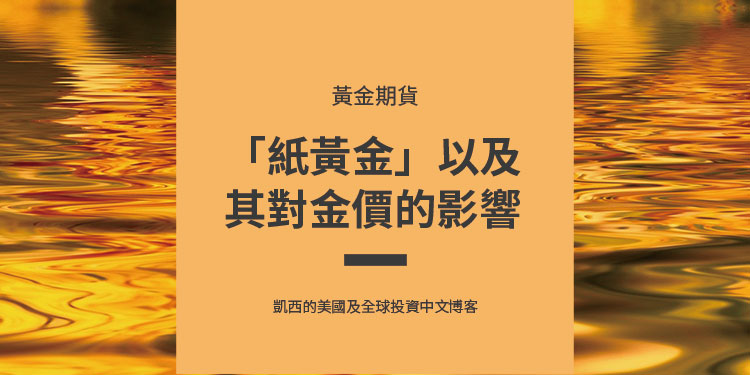 黃金期貨
「紙黃金」以及
其對金價的影響
凱西的美國及全球投資中文博客